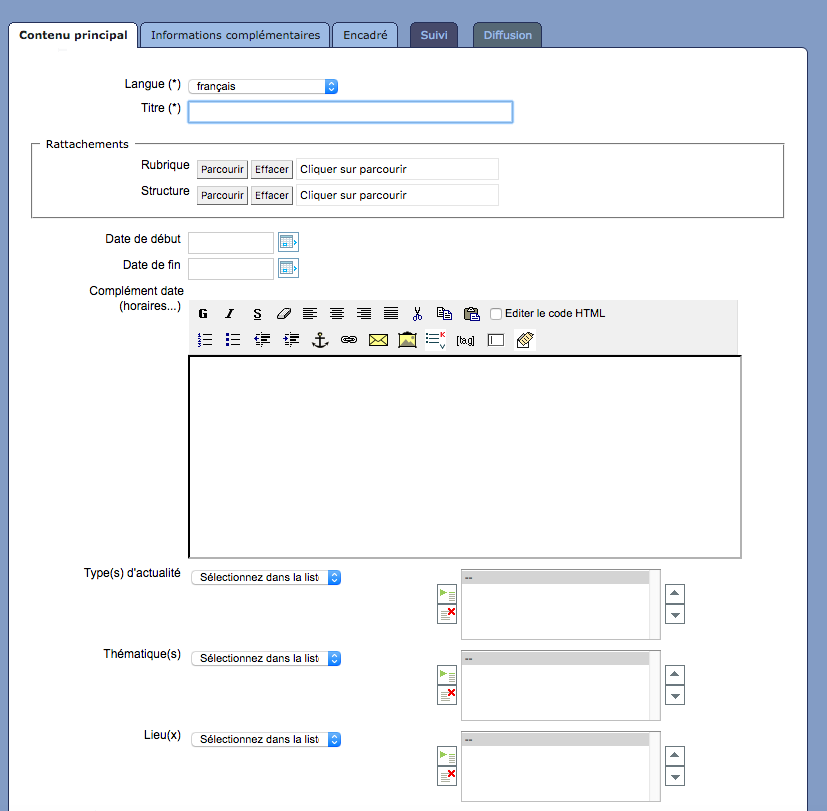 Contenu principal Informations complémentaires Encadré Suivi Diffusion
Langue (*) français
Titre (*)
Rattachements
Rubrique Parcourir Effacer Cliquer sur parcourir
Structure Parcourir Effacer Cliquer sur parcourir
Date de début
Date de fin
Complément date
(horaires...)
G I S Editer le code HTML
[tag]
Type(s) d'actualité Sélectionnez dans la liste --
Thématique(s) Sélectionnez dans la liste --
Lieu(x) Sélectionnez dans la liste --